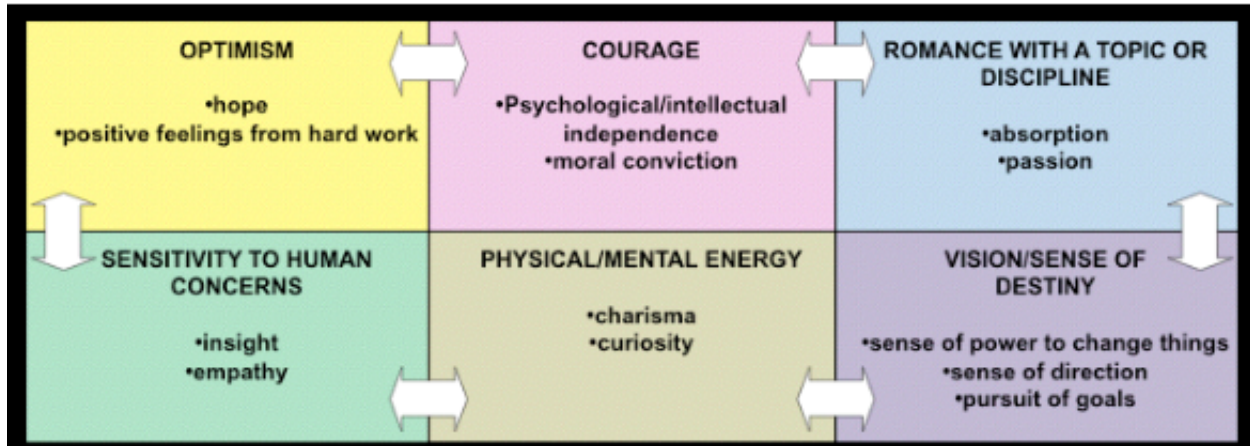 OPTIMISM
•hope
•positive feelings from hard work
COURAGE
•Psychological/intellectual
independence
•moral conviction
ROMANCE WITH A TOPIC OR
DISCIPLINE
•absorption
•passion
SENSITIVITY TO HUMAN
CONCERNS
•insight
•empathy
PHYSICAL/MENTAL ENERGY
•charisma
•curiosity
VISION/SENSE OF
DESTINY
•sense of power to change things
•sense of direction
•pursuit of goals